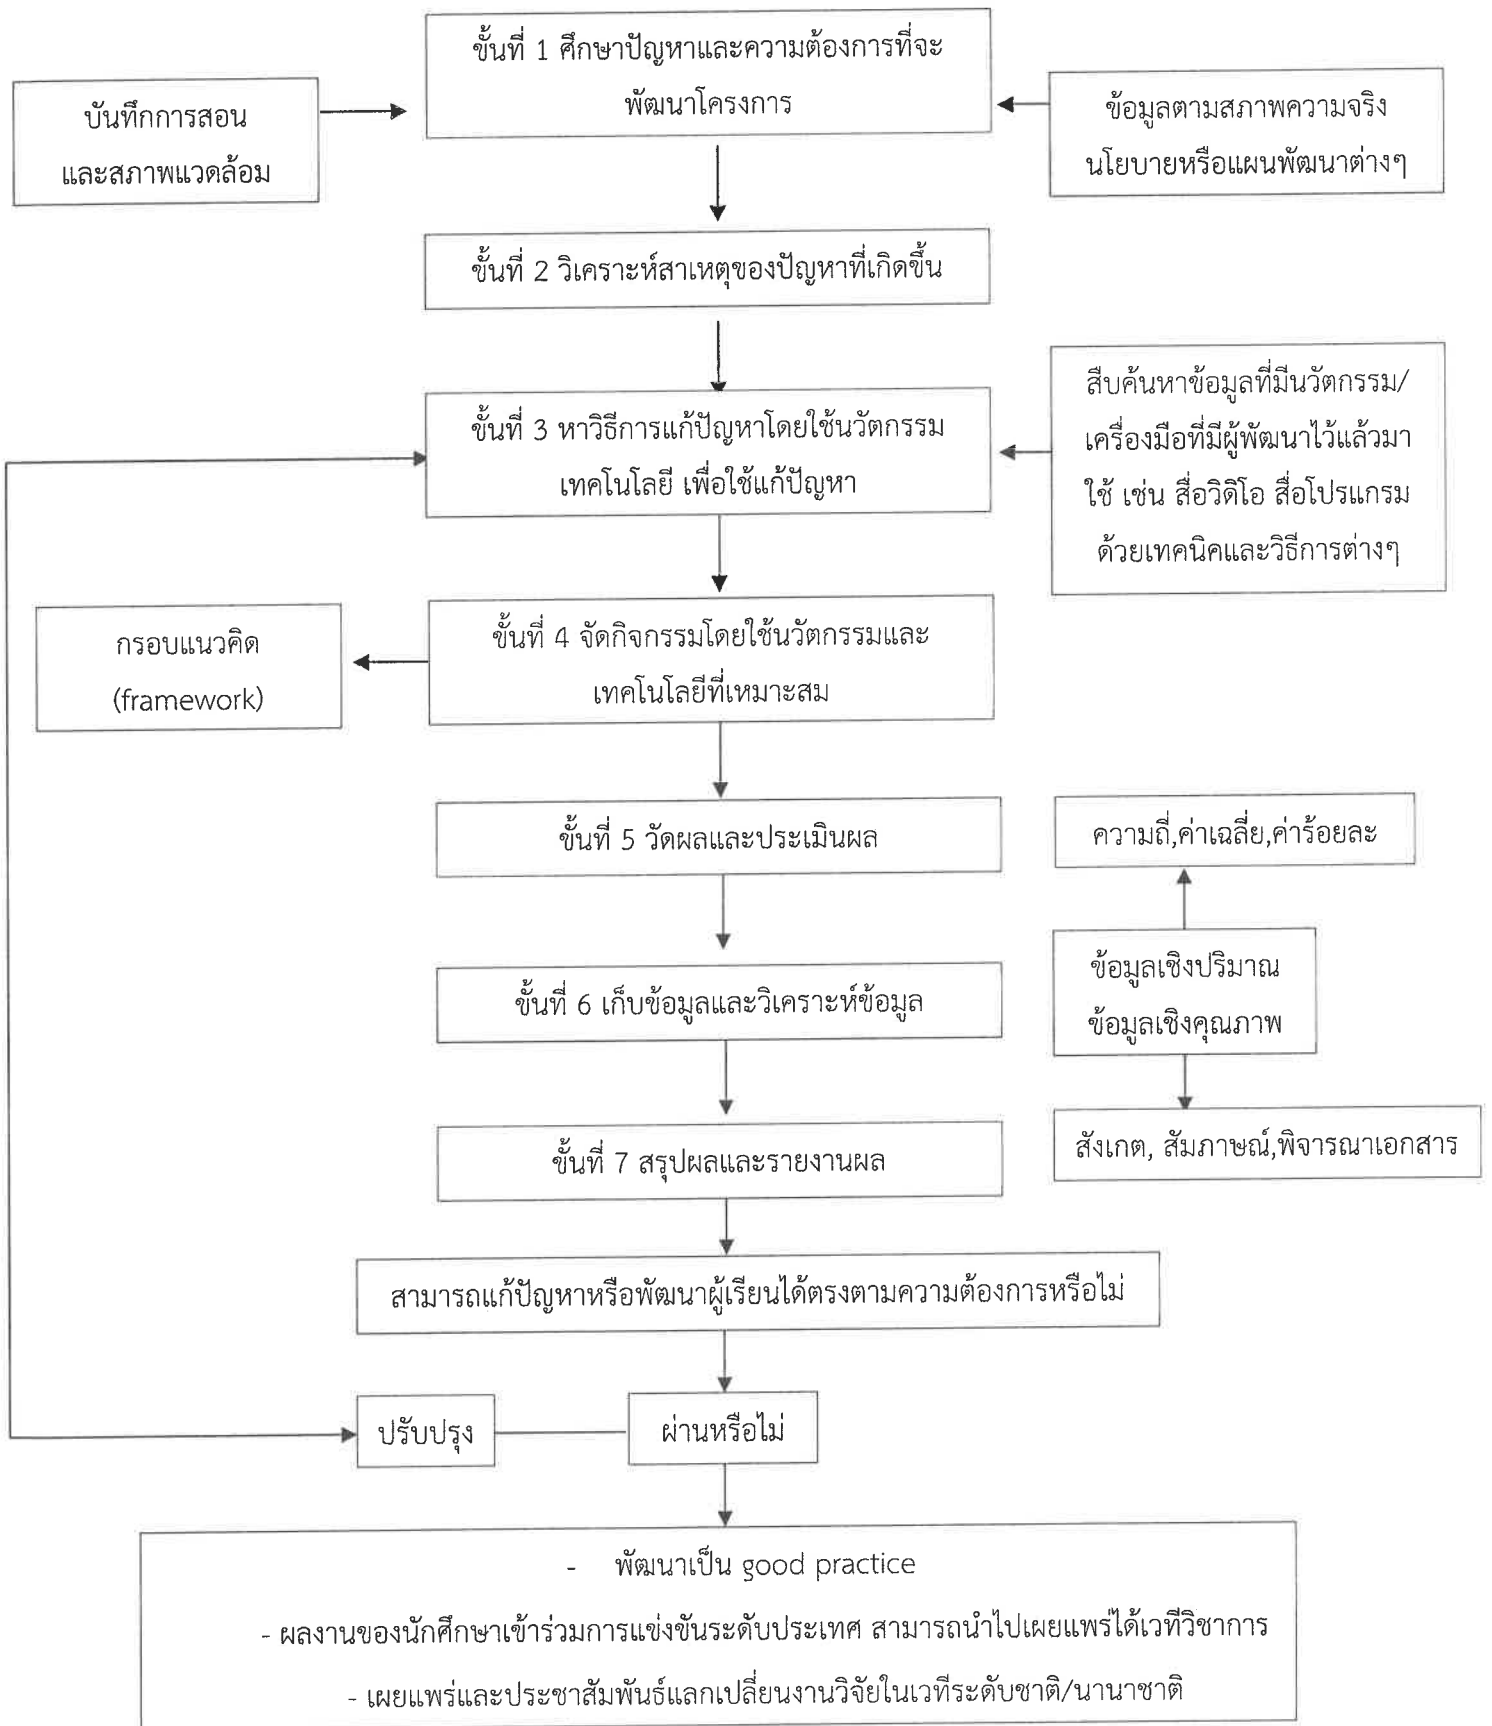 ขั้นที่ 1 ศึกษาปัญหาและความต้องการที่จะ
พัฒนาโครงการ
บันทึกการสอน
และสภาพแวดล้อม
ข้อมูลตามสภาพความจริง
นโยบายหรือแผนพัฒนาต่างๆ
ขั้นที่ 2 วิเคราะห์สาเหตุของปัญหาที่เกิดขึ้น
ขั้นที่ 3 หาวิธีการแก้ปัญหาโดยใช้นวัตกรรม
เทคโนโลยี เพื่อใช้แก้ปัญหา
สืบค้นหาข้อมูลที่มีนวัตกรรม/
เครื่องมือที่มีผู้พัฒนาไว้แล้วมา
ใช้ เช่น สื่อวิดิโอ สื่อโปรแกรม
ด้วยเทคนิคและวิธีการต่างๆ
กรอบแนวคิด
(framework)
ขั้นที่ 4 จัดกิจกรรมโดยใช้นวัตกรรมและ
เทคโนโลยีที่เหมาะสม
ขั้นที่ 5 วัดผลและประเมินผล
ความถี่,ค่าเฉลี่ย,ค่าร้อยละ
ข้อมูลเชิงปริมาณ
ข้อมูลเชิงคุณภาพ
ขั้นที่ 6 เก็บข้อมูลและวิเคราะห์ข้อมูล
สังเกต, สัมภาษณ์,พิจารณาเอกสาร
ขั้นที่ 7 สรุปผลและรายงานผล
สามารถแก้ปัญหาหรือพัฒนาผู้เรียนได้ตรงตามความต้องการหรือไม่
ปรับปรุง
ผ่านหรือไม่
- พัฒนาเป็น good practice
- ผลงานของนักศึกษาเข้าร่วมการแข่งขันระดับประเทศ สามารถนำไปเผยแพร่ได้เวทีวิชาการ
- เผยแพร่และประชาสัมพันธ์แลกเปลี่ยนงานวิจัยในเวทีระดับชาติ/นานาชาติ